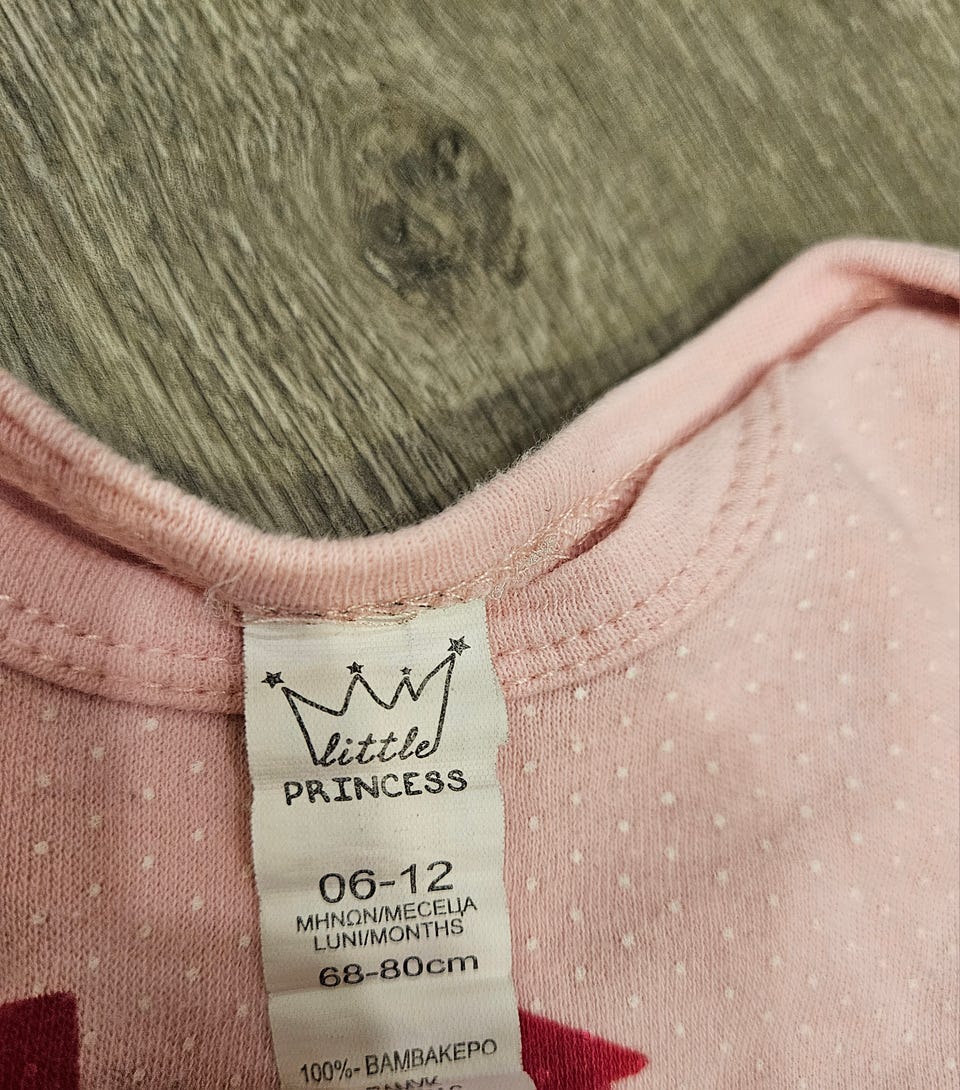 little
PRINCESS
06-12
ΜΗΝΩΝ/МЕСЕЦА
LUNI/MONTHS
68-80cm
100%- ΒΑΜΒΑΚΕΡΟ